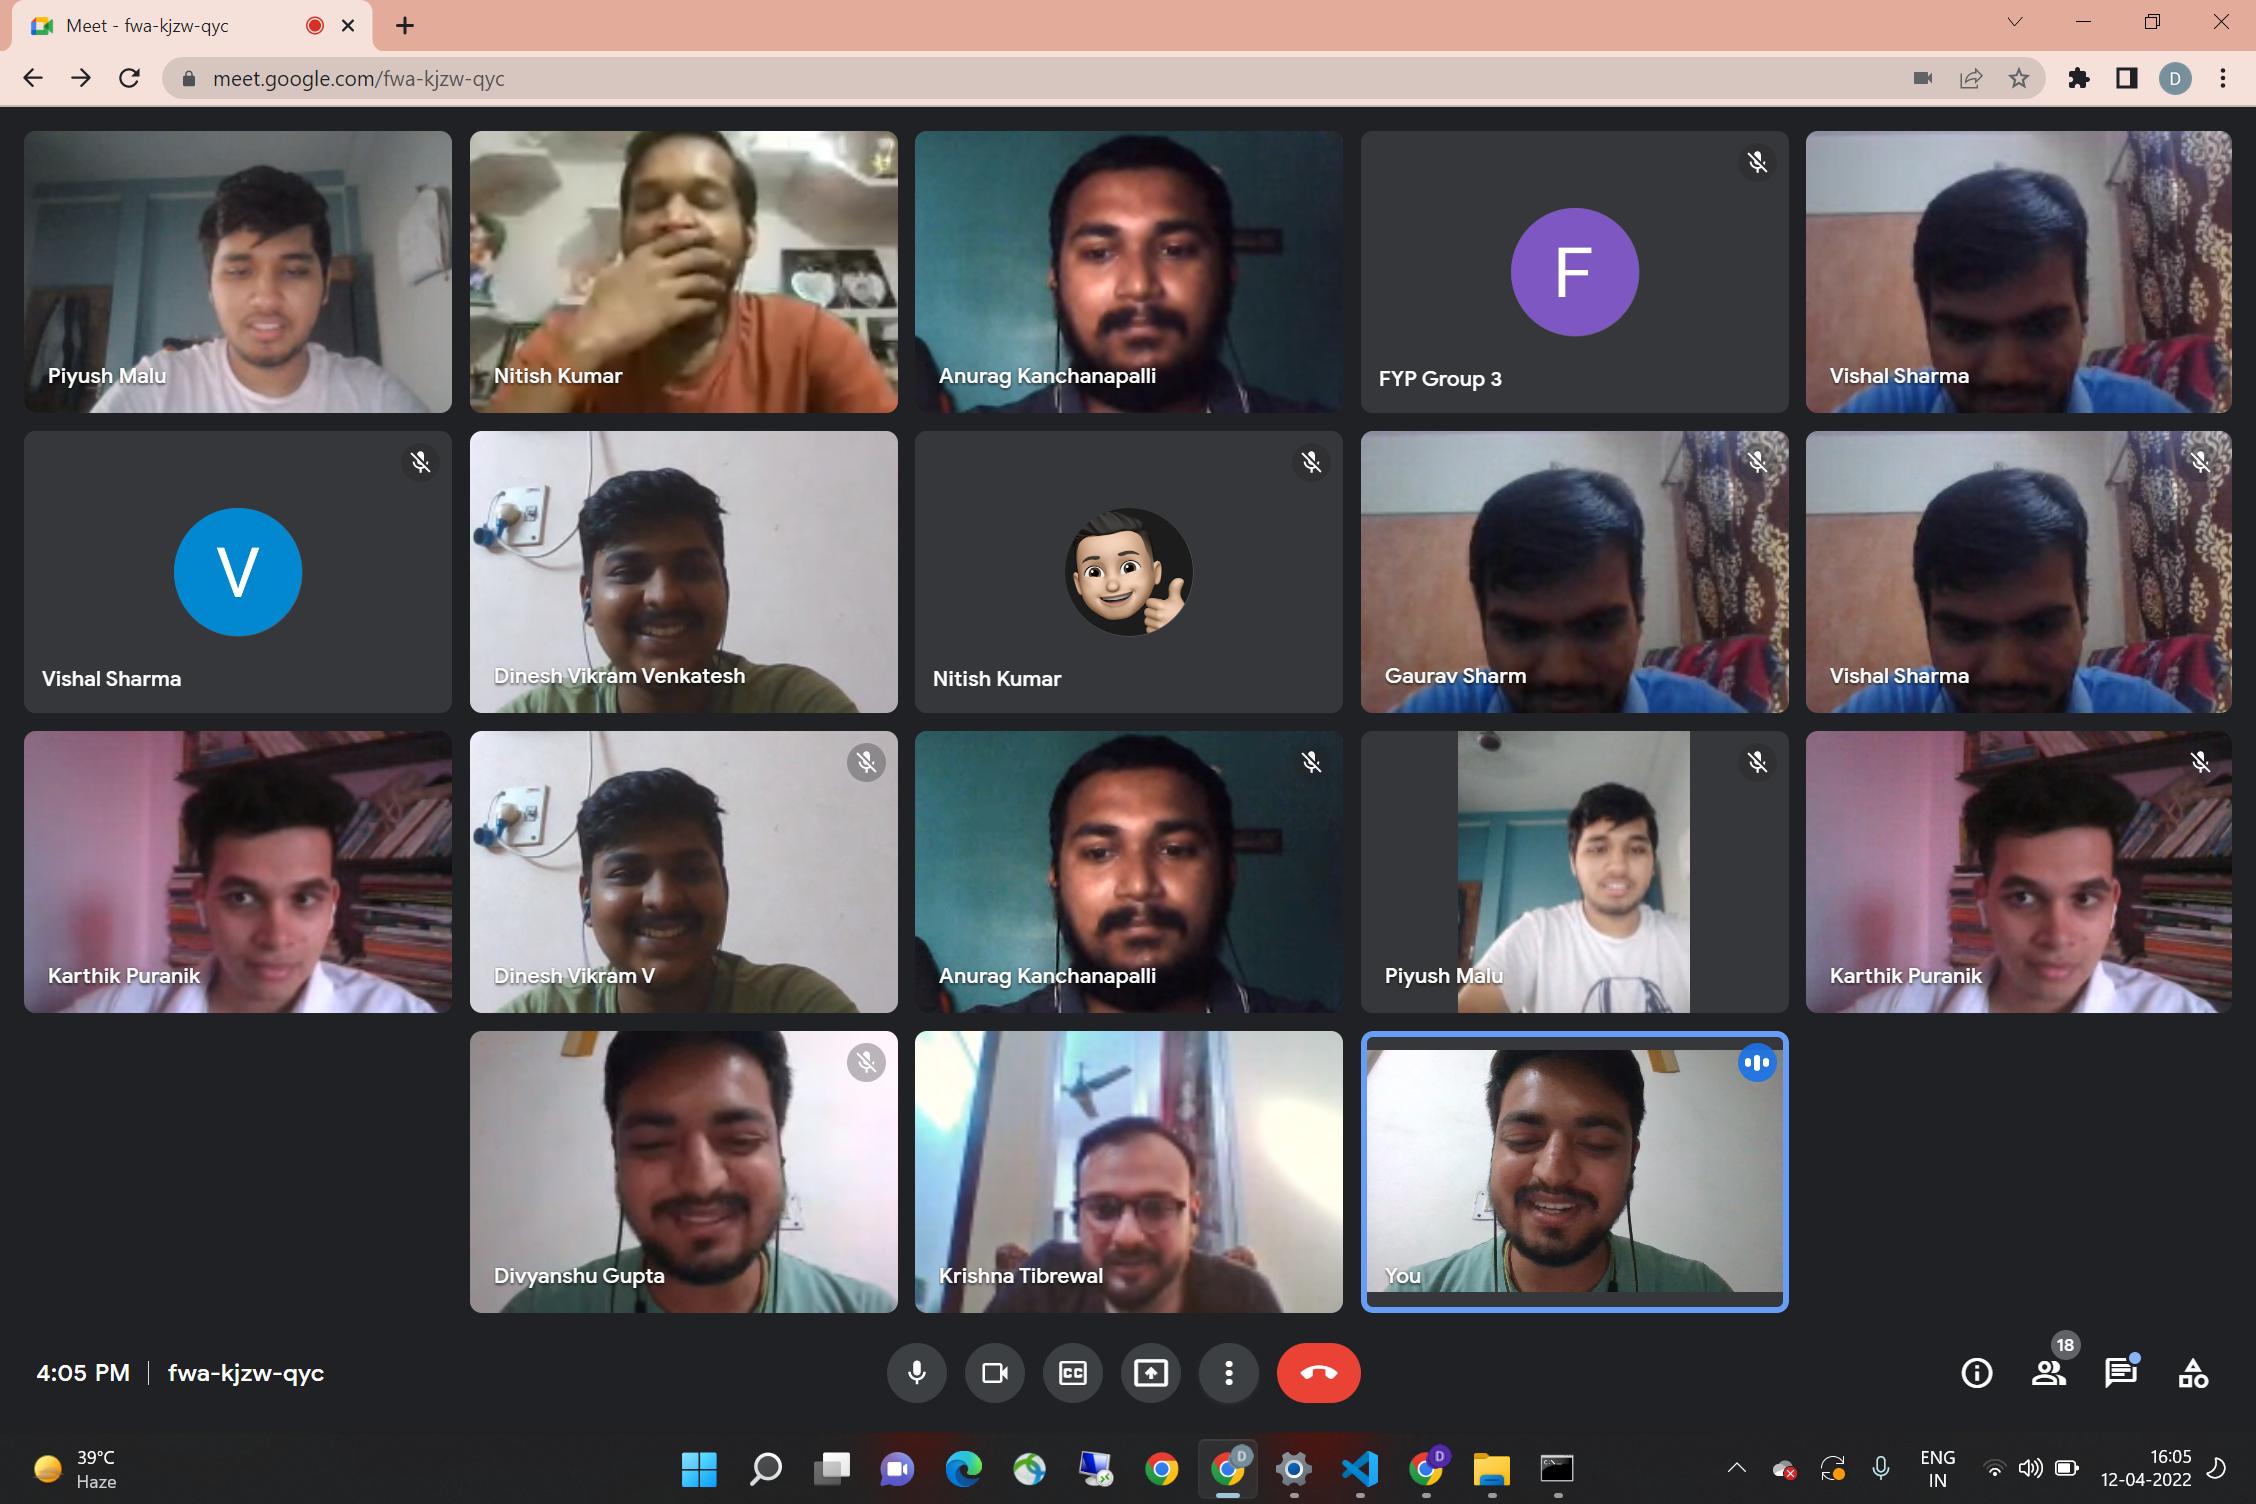 Meet - fwa-kjzw-qyc
meet.google.com/fwa-kjzw-qyc
D
Piyush Malu
Nitish Kumar
Anurag Kanchanapalli
F
FYP Group 3
Vishal Sharma
V
Vishal Sharma
Dinesh Vikram Venkatesh
Nitish Kumar
Gaurav Sharm
Vishal Sharma
Karthik Puranik
Dinesh Vikram V
Anurag Kanchanapalli
Piyush Malu
Karthik Puranik
Divyanshu Gupta
Krishna Tibrewal
You
4:05 PM
fwa-kjzw-qyc
CC
18
39°C
Haze
D
D
ENG
IN
16:05
12-04-2022